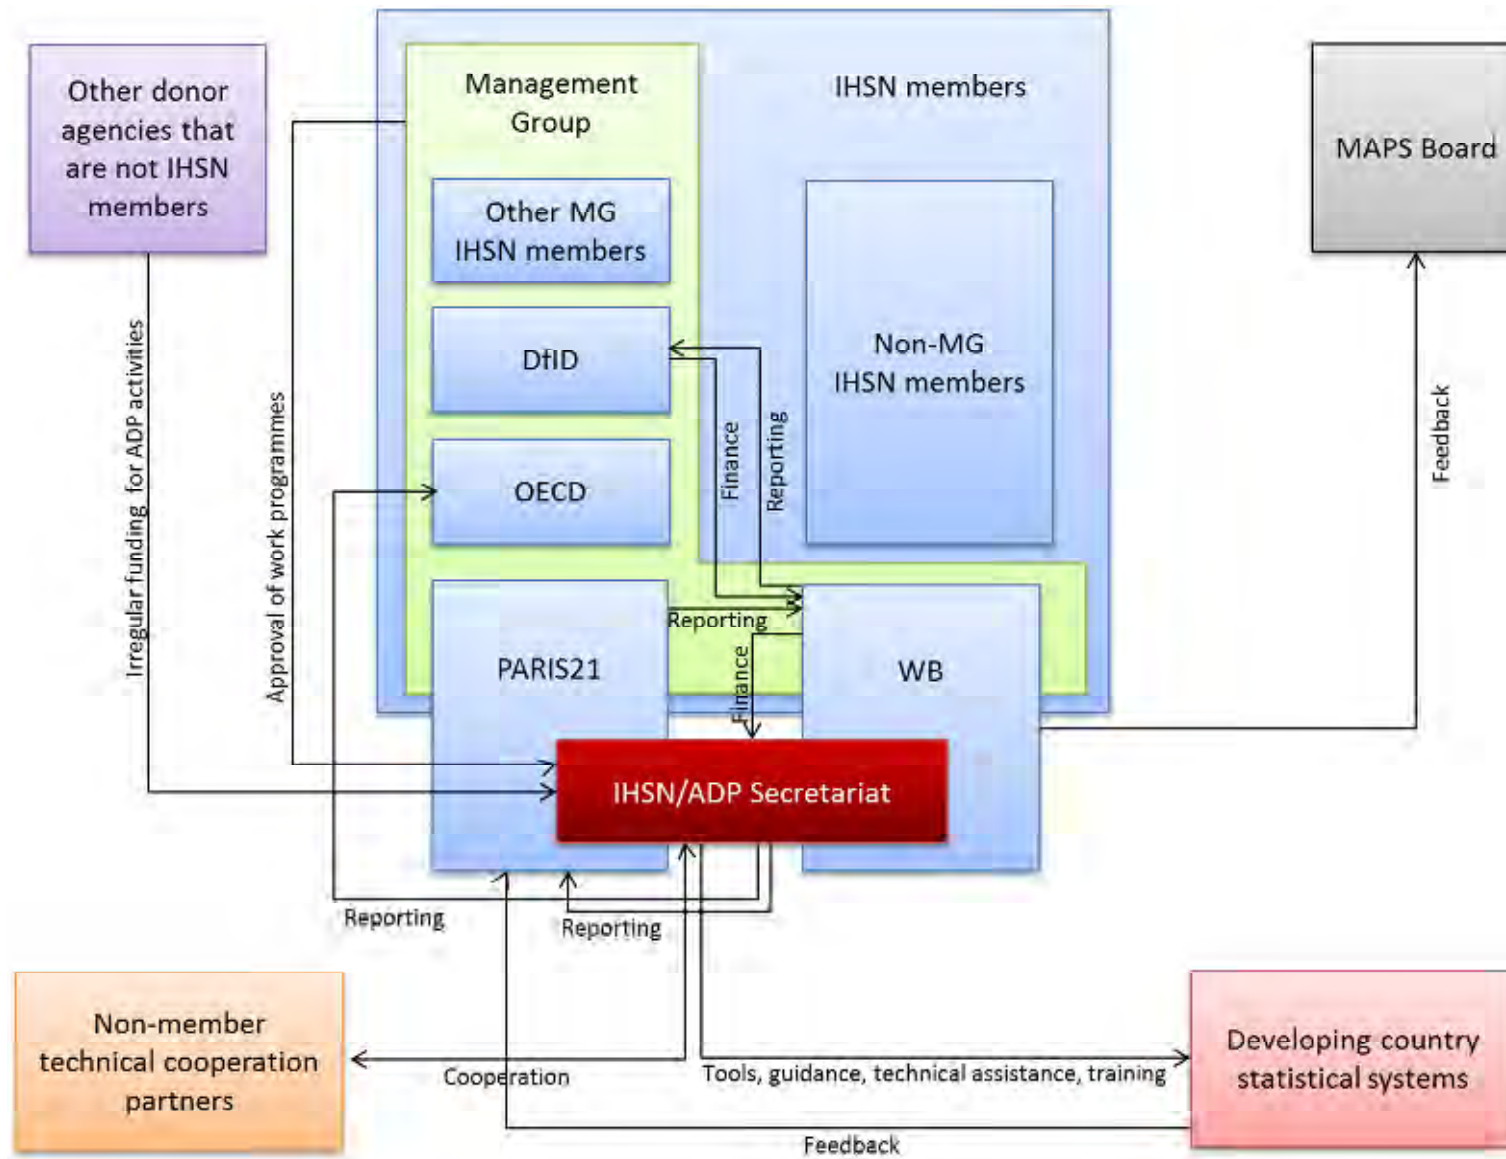 Other donor
agencies that
are not IHSN
members
Management
Group
IHSN members
MAPS Board
Other MG
IHSN members
DfID
Non-MG
IHSN members
OECD
Irregular funding for ADP activities
Approval of work programmes
Finance
Reporting
Feedback
Reporting
PARIS21
Finance
WB
IHSN/ADP Secretariat
Reporting
Reporting
Non-member
technical cooperation
partners
Cooperation
Tools, guidance, technical assistance, training
Developing country
statistical systems
Feedback